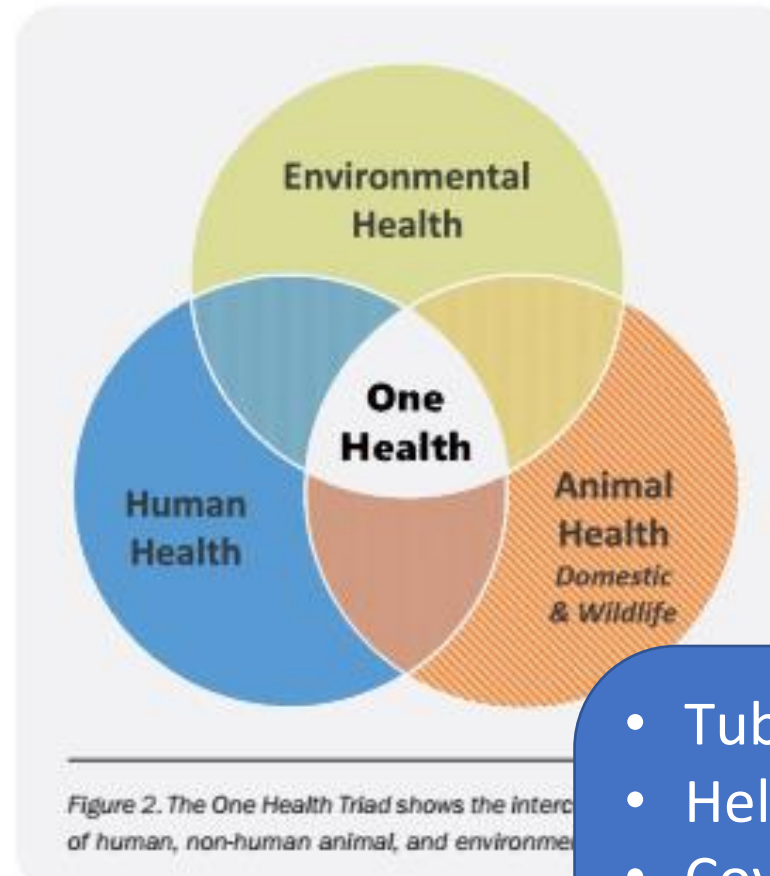 Environmental
Health
One
Health
Human
Health
Animal
Health
Domestic
& Wildlife
Figure 2. The One Health Triad shows the interc
of human, non-human animal, and environme
• Tub
• Hel